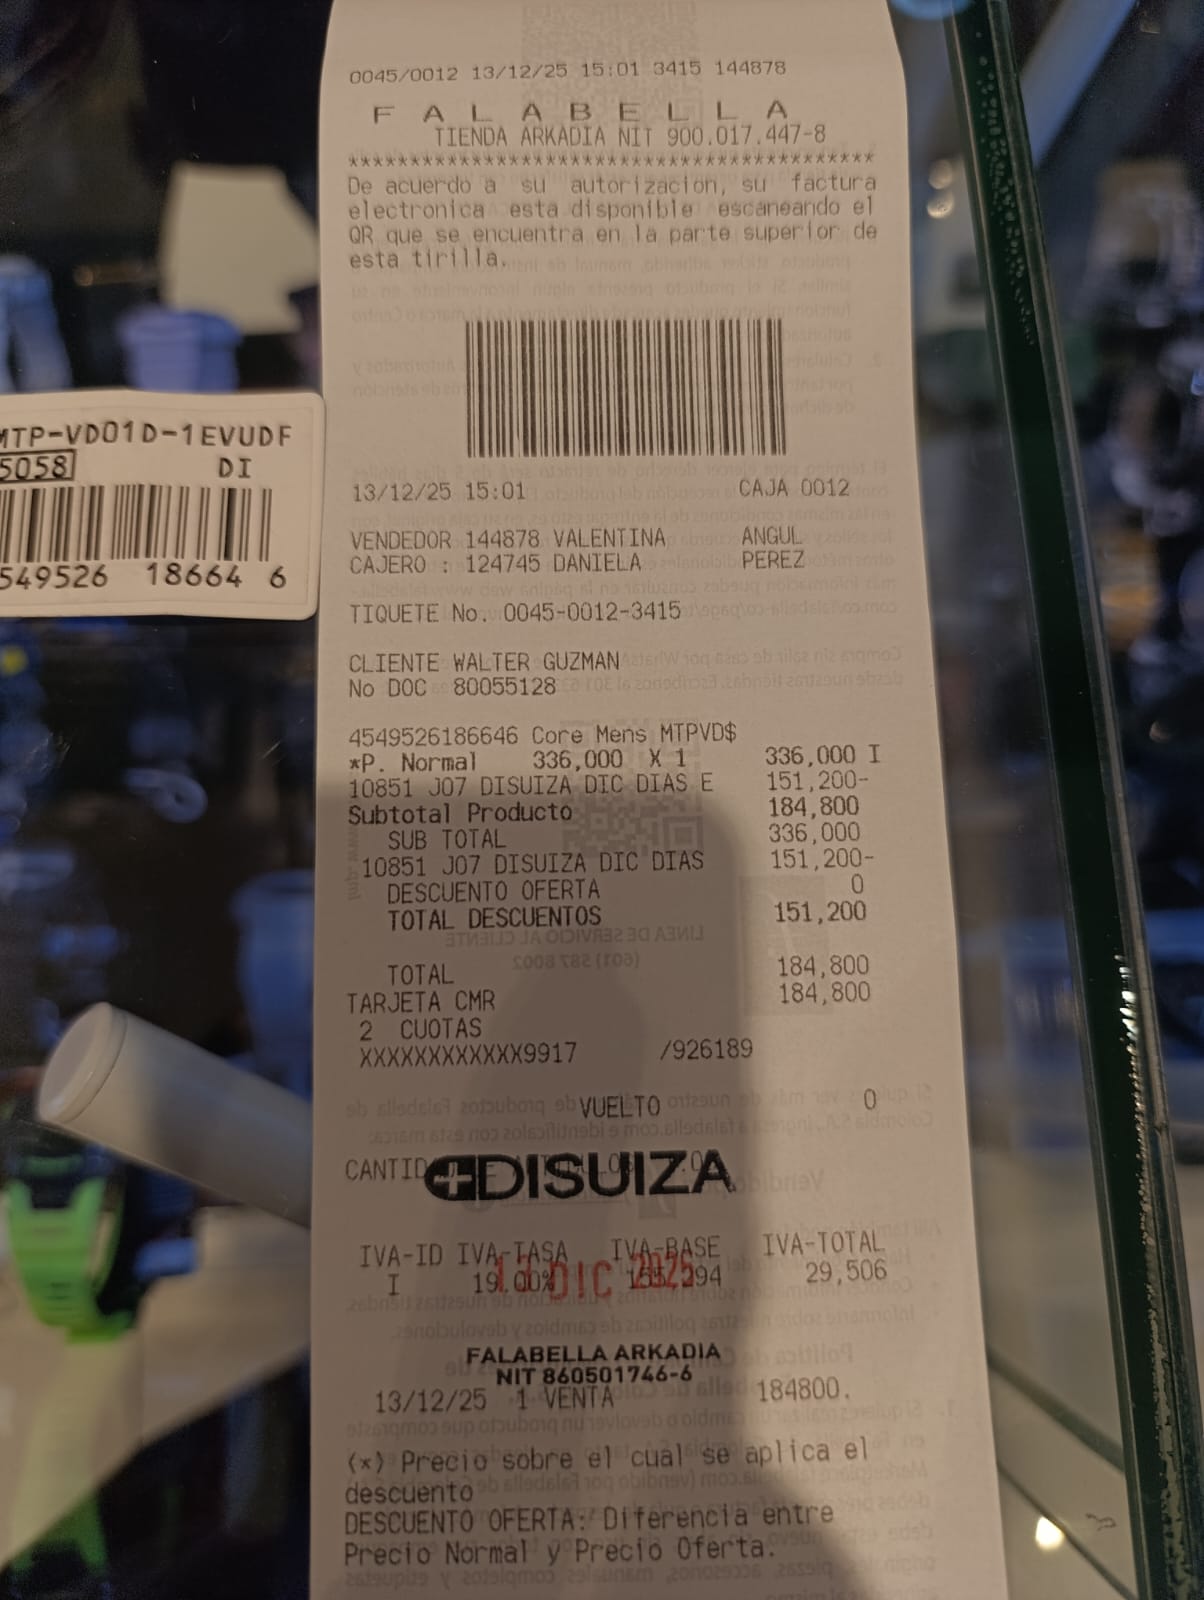 0045/0012 13/12/25 15:01 3415 144878
F A L A B E L L A
TIENDA ARKADIA NIT 900.017.447-8
******************************************
De acuerdo a su autorizacion, su factura
electronica esta disponible escaneando el
QR que se encuentra en la parte superior de
esta tirilla.
MTP-VD01D-1EVUDF
5058 DI
549526 18664 6
13/12/25 15:01 CAJA 0012
VENDEDOR 144878 VALENTINA ANGUL
CAJERO : 124745 DANIELA PEREZ
TIQUETE No. 0045-0012-3415
CLIENTE WALTER GUZMAN
No DOC 80055128
4549526186646 Core Mens MTPVD$
*P. Normal 336,000 X 1 336,000 I
10851 J07 DISUIZA DIC DIAS E 151,200-
Subtotal Producto 184,800
SUB TOTAL 336,000
10851 J07 DISUIZA DIC DIAS 151,200-
DESCUENTO OFERTA 0
TOTAL DESCUENTOS 151,200
TOTAL 184,800
TARJETA CMR 184,800
2 CUOTAS
XXXXXXXXXXXX9917 /926189
VUELTO 0
CANTID
DISUIZA
IVA-ID IVA-TASA IVA-BASE IVA-TOTAL
I 19.00% 29,506
13 DIC 2025
FALABELLA ARKADIA
NIT 860501746-6
13/12/25 1 VENTA 184800.
(*) Precio sobre el cual se aplica el
descuento
DESCUENTO OFERTA: Diferencia entre
Precio Normal y Precio Oferta.